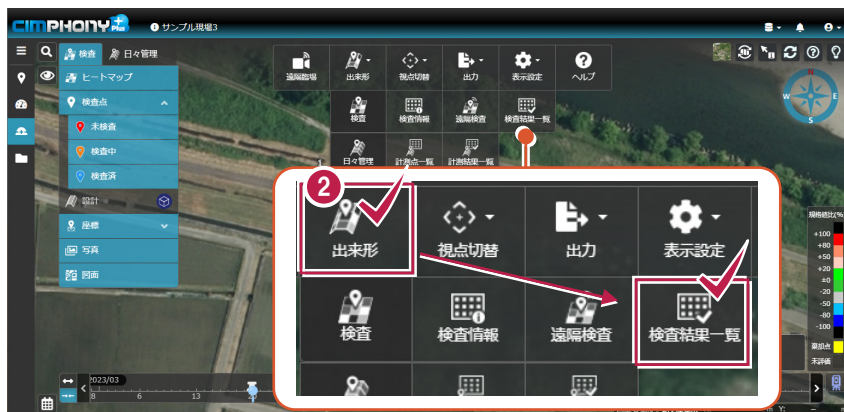 CIMPHONY Plus
サンプル現場3
検査
日々管理
ヒートマップ
検査点
未検査
検査中
検査済
設計
座標
写真
図面
遠隔臨場
出来形
視点切替
出力
表示設定
ヘルプ
検査
検査情報
遠隔検査
検査結果一覧
日々管理
計測点一覧
計測結果一覧
1
W
E
S
2
出来形
視点切替
出力
表示設定
検査
検査情報
遠隔検査
検査結果一覧
規格値比(%
+100
+80
+50
+20
±0
-20
-50
-80
-100
棄却点
未評価
2023/03
6
13
Y: